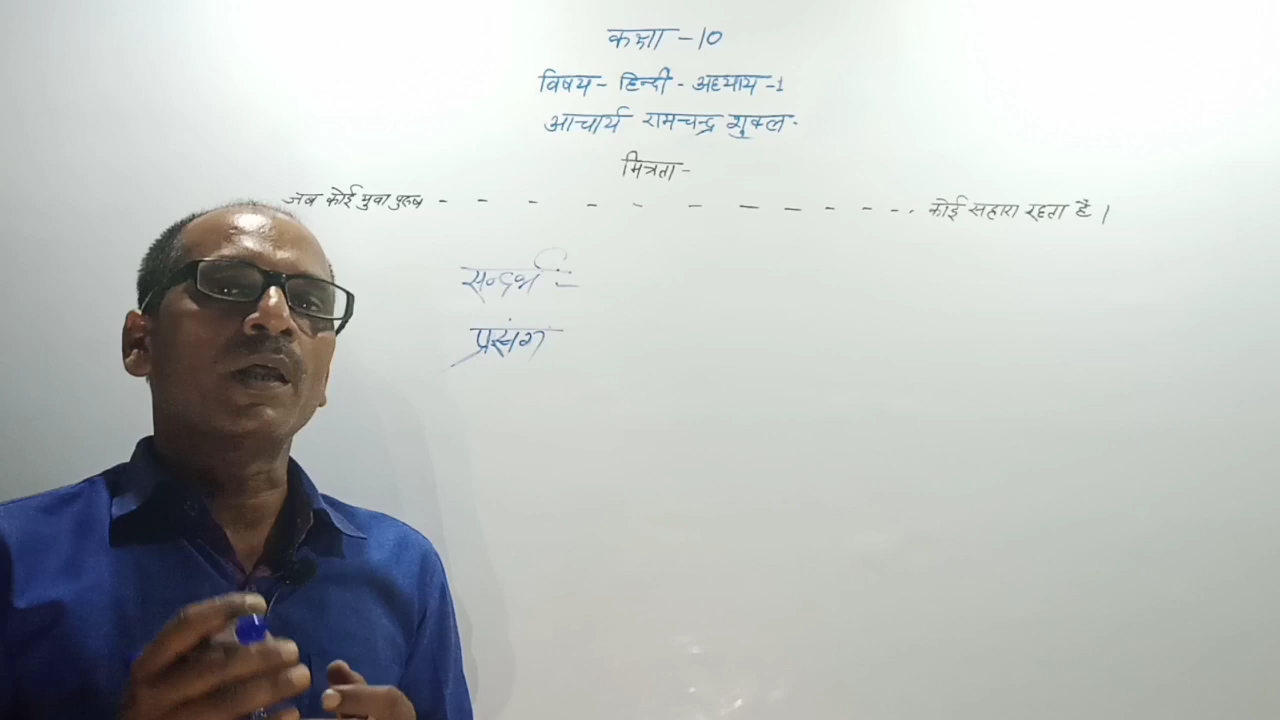 कक्षा - 10
विषय - हिन्दी - अध्याय - 1
आचार्य रामचन्द्र शुक्ल -
मित्रता -
जब कोई युवा पुरुष - - - - - - - - - - - - . कोई सहारा रहता है।
सन्दर्भ :-
प्रसंग